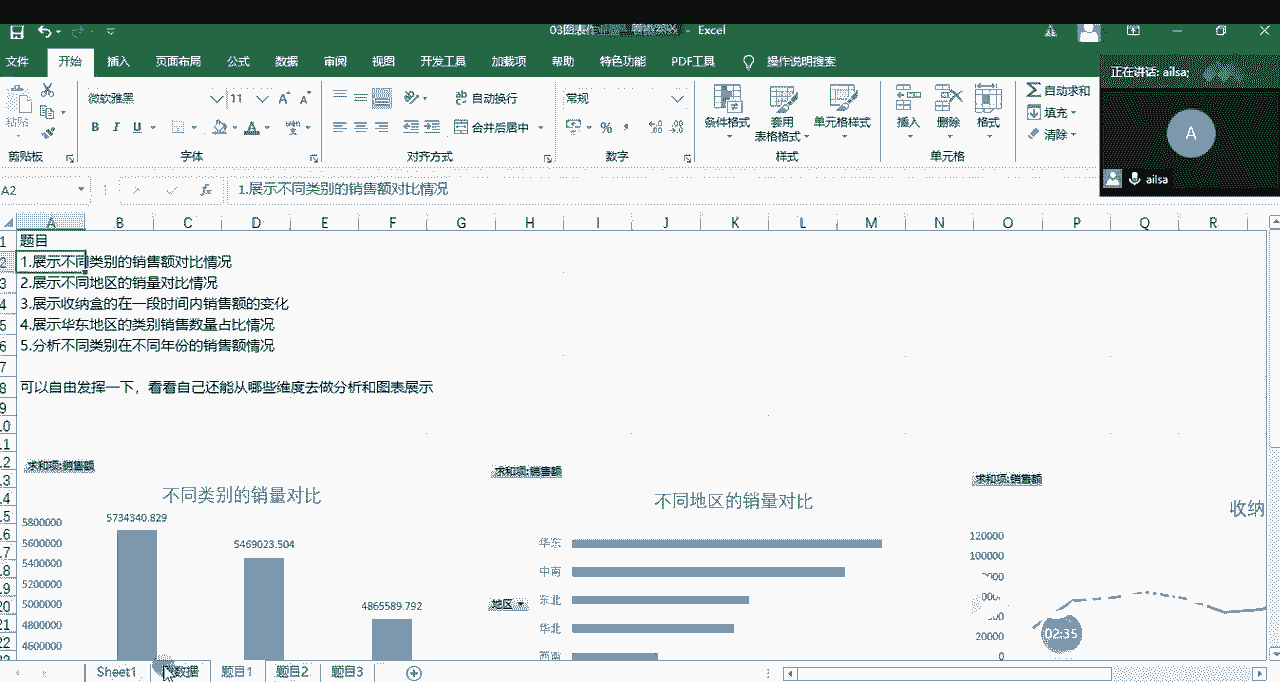 Excel
文件 开始 插入 页面布局 公式 数据 审阅 视图 开发工具 加载项 帮助 特色功能 PDF工具 操作说明搜索
正在讲话: ailsa;
A
ailsa
粘贴
微软雅黑 11
B I U
自动换行
合并后居中
常规
条件格式 套用表格格式 单元格样式
插入 删除 格式
自动求和
填充
清除
剪贴板 字体 对齐方式 数字 样式 单元格
A2 fx 1.展示不同类别的销售额对比情况
A B C D E F G H I J K L M N O P Q R
题目
1.展示不同类别的销售额对比情况
2.展示不同地区的销量对比情况
3.展示收纳盒的在一段时间内销售额的变化
4.展示华东地区的类别销售数量占比情况
5.分析不同类别在不同年份的销售额情况
可以自由发挥一下，看看自己还能从哪些维度去做分析和图表展示
求和项:销售额
不同类别的销量对比
5734340.829
5469023.504
4865589.792
5800000
5600000
5400000
5200000
5000000
4800000
4600000
求和项:销售额
不同地区的销量对比
华东
中南
东北
华北
西南
地区
求和项:销售额
收纳
120000
100000
20000
0
02:35
Sheet1 数据 题目1 题目2 题目3